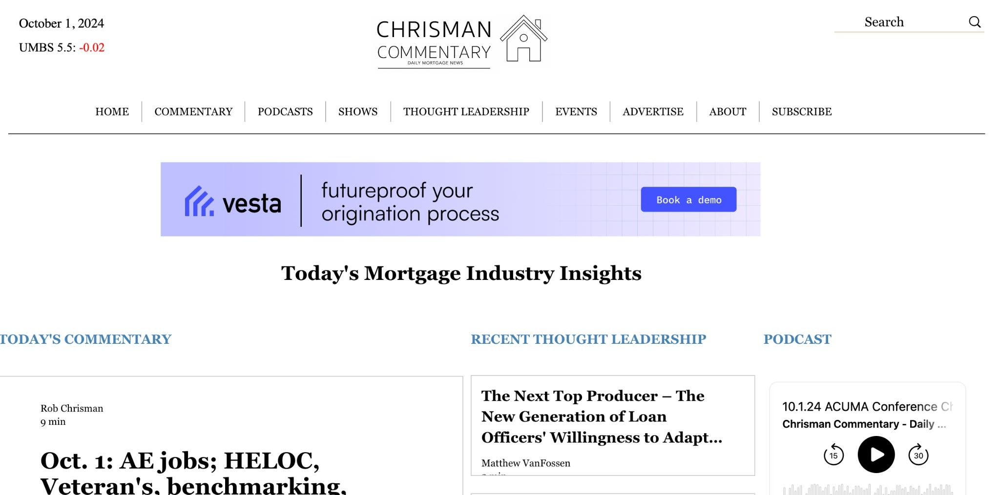 October 1, 2024
UMBS 5.5: -0.02
CHRISMAN
COMMENTARY
DAILY MORTGAGE NEWS
Search
HOME
COMMENTARY
PODCASTS
SHOWS
THOUGHT LEADERSHIP
EVENTS
ADVERTISE
ABOUT
SUBSCRIBE
vesta
futureproof your
origination process
Book a demo
Today's Mortgage Industry Insights
TODAY'S COMMENTARY
Rob Chrisman
9 min
Oct. 1: AE jobs; HELOC,
Veteran's, benchmarking,
RECENT THOUGHT LEADERSHIP
The Next Top Producer – The
New Generation of Loan
Officers' Willingness to Adapt...
Matthew VanFossen
PODCAST
10.1.24 ACUMA Conference
Chrisman Commentary - Daily ...
15
30